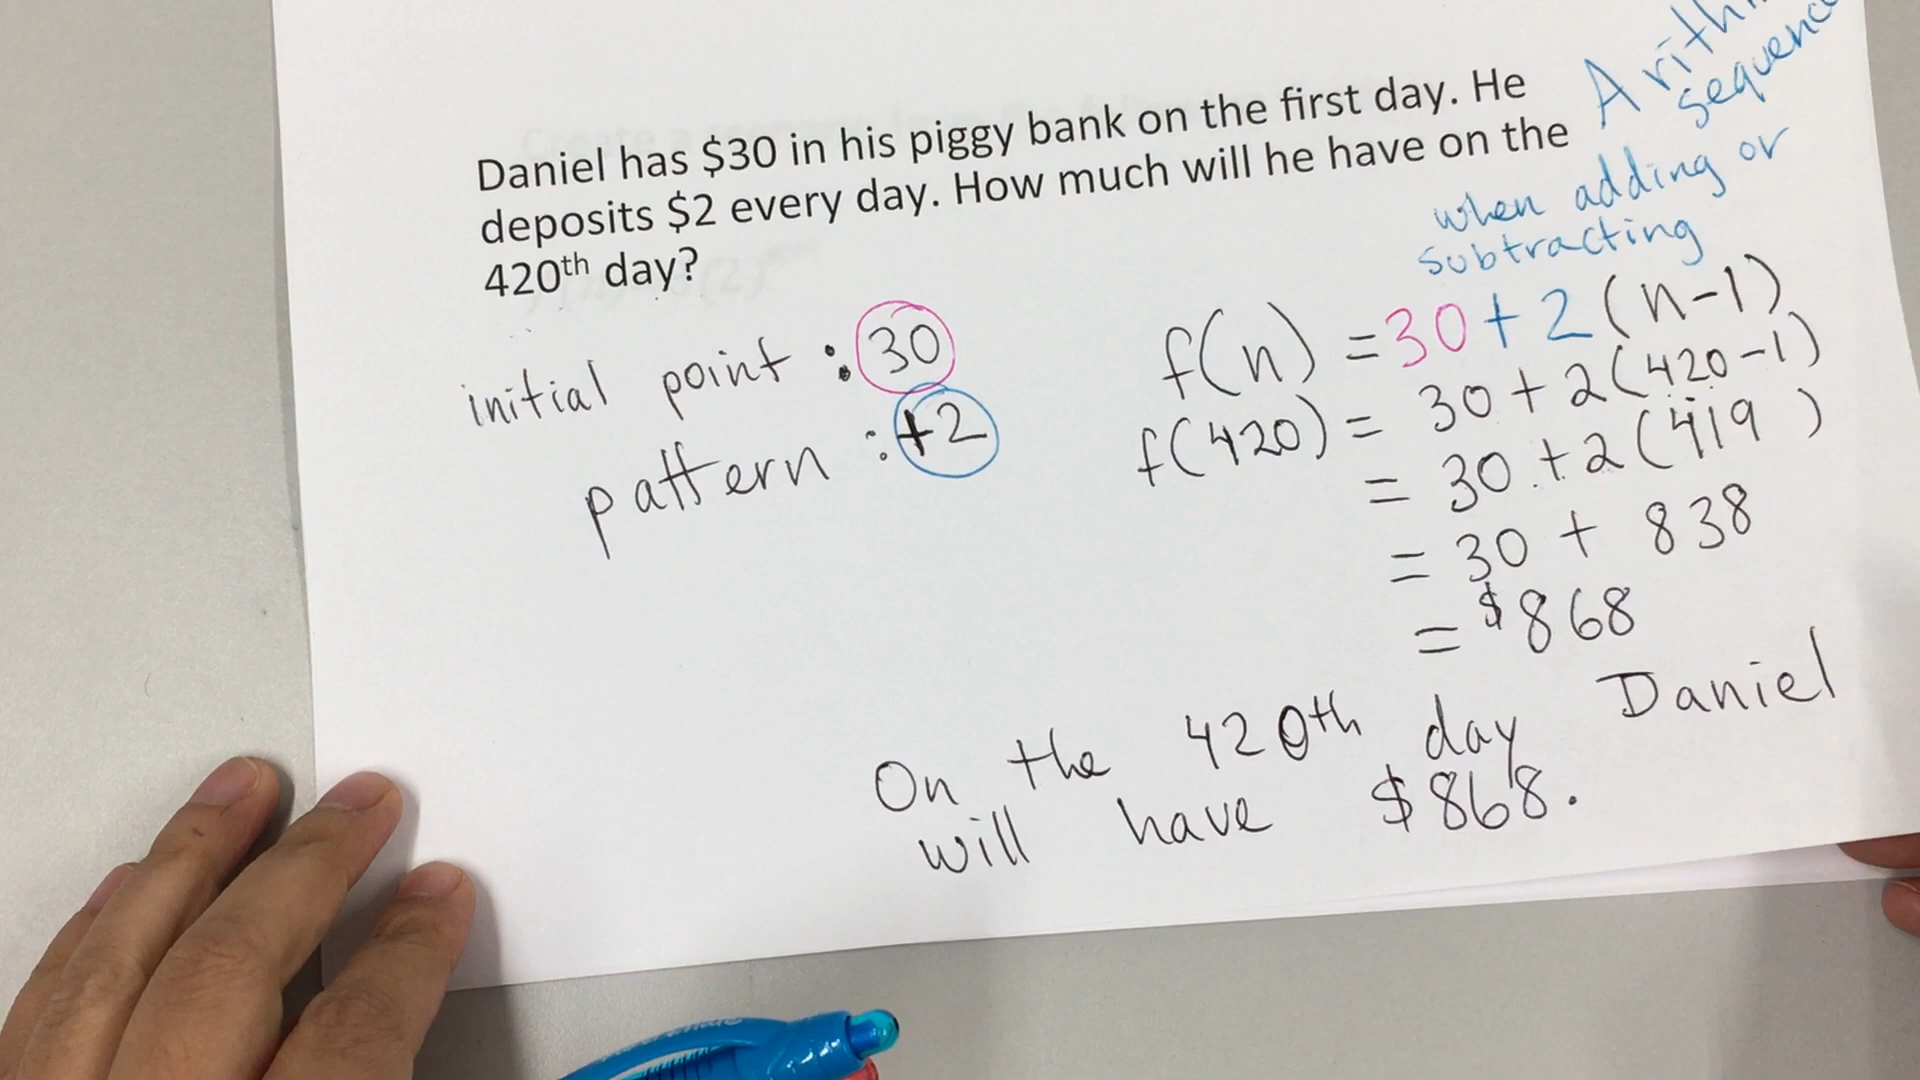 Daniel has $30 in his piggy bank on the first day. He
deposits $2 every day. How much will he have on the
420th day?
sequence
when adding or
subtracting
initial point : 30
pattern : +2
f(n) = 30 + 2(n-1)
f(420) = 30 + 2(420-1)
= 30 + 2(419)
= 30 + 838
= $868
On the 420th day Daniel
will have $868.